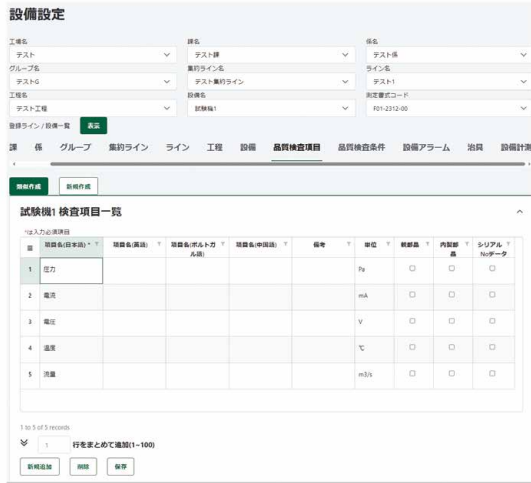 設備設定
工場名 課名 係名
テスト テスト課 テスト係
グループ名 集約ライン名 ライン名
テストG テスト集約ライン テスト1
工程名 設備名 測定書式コード
テスト工程 試験機1 F01-2312-00
登録ライン / 設備一覧 表示
課 係 グループ 集約ライン ライン 工程 設備 品質検査項目 品質検査条件 設備アラーム 治具 設備計測
類似作成 新規作成
試験機1 検査項目一覧
*は入力必須項目
項目名(日本語) * 項目名(英語) 項目名(ポルトガル語) 項目名(中国語) 備考 単位 内製部品 シリアルNoデータ
1 圧力 Pa
2 電流 mA
3 電圧 V
4 温度 ℃
5 流量 m3/s
1 to 5 of 5 records
1 行をまとめて追加(1~100)
新規追加 削除 保存